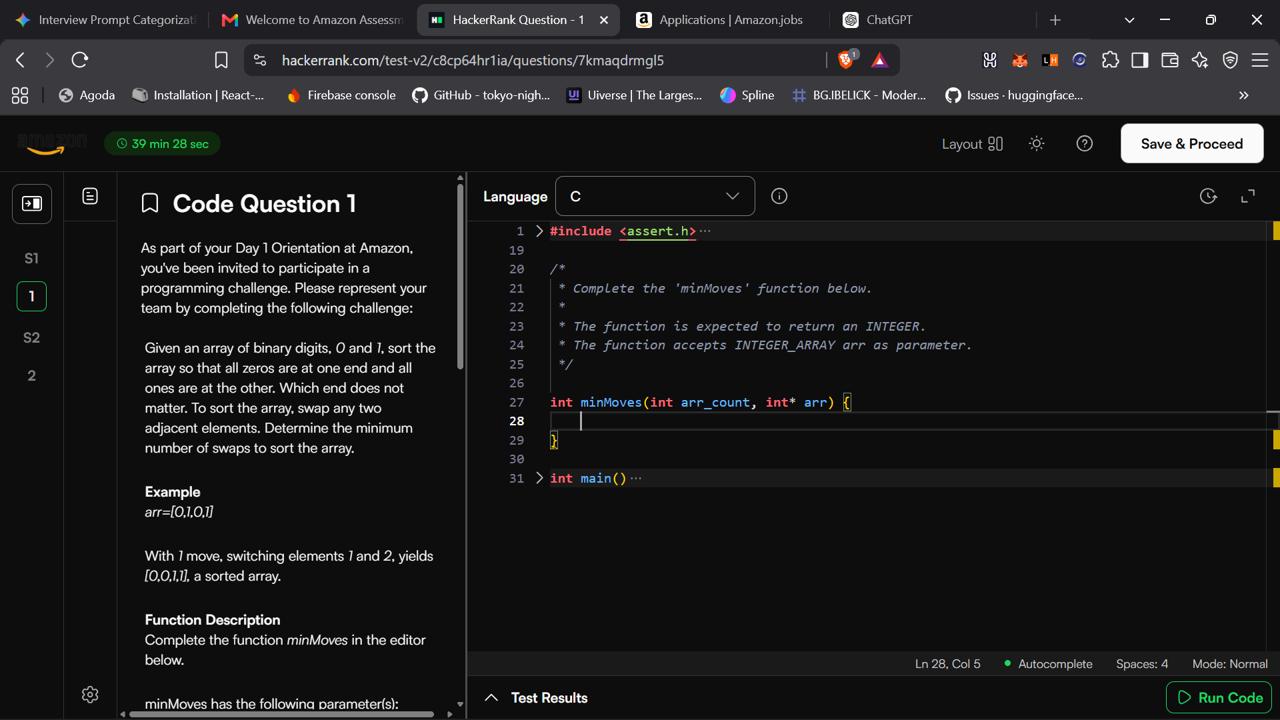 Interview Prompt Categorizati
Welcome to Amazon Assessm
HackerRank Question - 1
Applications | Amazon.jobs
ChatGPT
hackerrank.com/test-v2/c8cp64hr1ia/questions/7kmaqdrmgl5
1
Agoda
Installation | React-...
Firebase console
GitHub - tokyo-nigh...
Uiverse | The Larges...
Spline
BG.IBELICK - Moder...
Issues · huggingface...
amazon
39 min 28 sec
Layout
Save & Proceed
S1
1
S2
2
Code Question 1
As part of your Day 1 Orientation at Amazon,
you've been invited to participate in a
programming challenge. Please represent your
team by completing the following challenge:
Given an array of binary digits, 0 and 1, sort the
array so that all zeros are at one end and all
ones are at the other. Which end does not
matter. To sort the array, swap any two
adjacent elements. Determine the minimum
number of swaps to sort the array.
Example
arr=[0,1,0,1]
With 1 move, switching elements 1 and 2, yields
[0,0,1,1], a sorted array.
Function Description
Complete the function minMoves in the editor
below.
minMoves has the following parameter(s):
Language
C
1 #include <assert.h>···
19
20 /*
21 * Complete the 'minMoves' function below.
22 *
23 * The function is expected to return an INTEGER.
24 * The function accepts INTEGER_ARRAY arr as parameter.
25 */
26
27 int minMoves(int arr_count, int* arr) {
28
29 }
30
31 int main()···
Ln 28, Col 5
Autocomplete
Spaces: 4
Mode: Normal
Test Results
Run Code